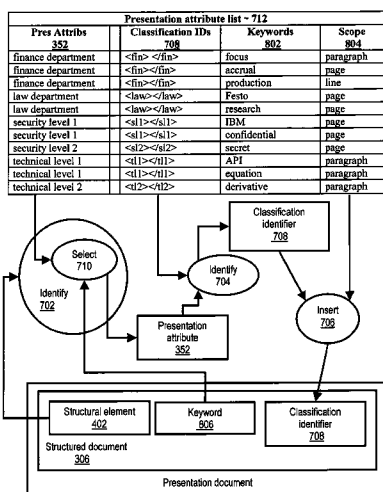 Presentation attribute list ~ 712
Pres Attribs 352 Classification IDs 708 Keywords 802 Scope 804
finance department <fin> </fin> focus paragraph
finance department <fin></fin> accrual page
finance department <fin></fin> production line
law department <law></law> Festo page
law department <law></law> research page
security level 1 <sl1></sl1> IBM page
security level 1 <sl1></sl1> confidential page
security level 2 <sl2></sl2> secret page
technical level 1 <tl1></tl1> API paragraph
technical level 1 <tl1></tl1> equation paragraph
technical level 2 <tl2></tl2> derivative paragraph
Classification
identifier
708
Select
710
Identify
702
Identify
704
Insert
706
Presentation
attribute
352
Structural element
402
Keyword
806
Classification
identifier
708
Structured document
306
Presentation document